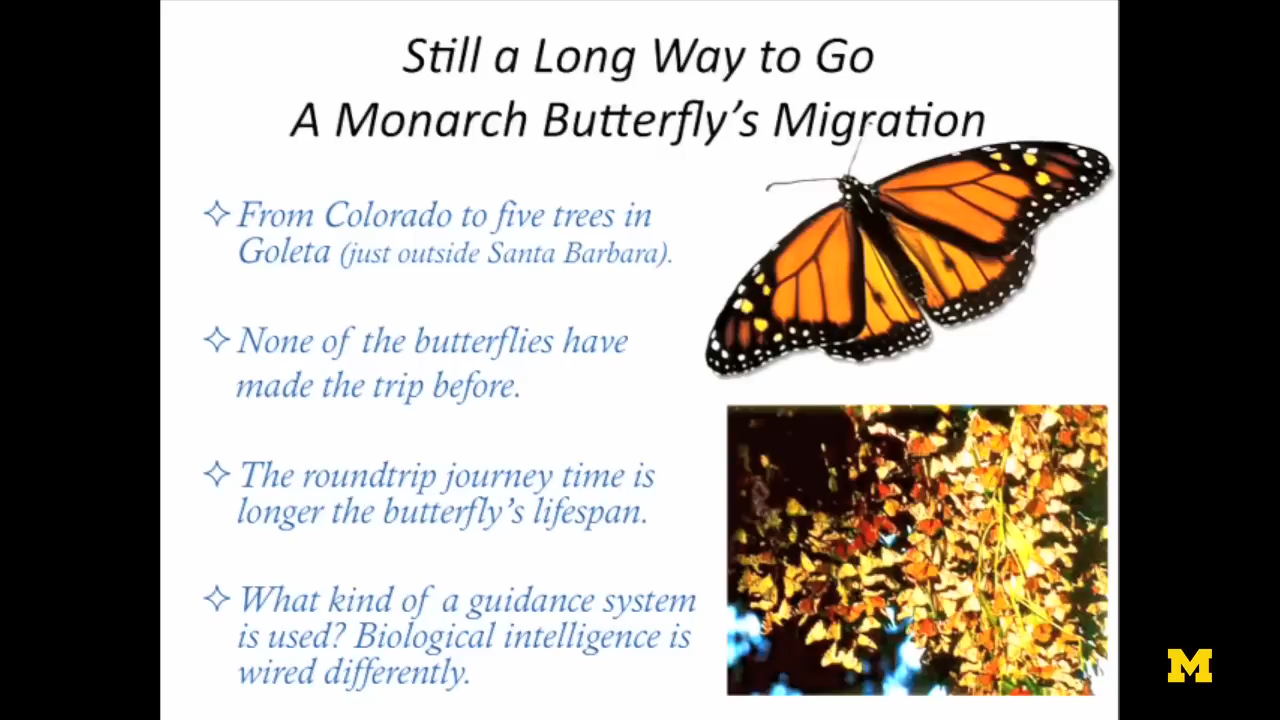 Still a Long Way to Go
A Monarch Butterfly's Migration
From Colorado to five trees in
Goleta (just outside Santa Barbara).
None of the butterflies have
made the trip before.
The roundtrip journey time is
longer the butterfly's lifespan.
What kind of a guidance system
is used? Biological intelligence is
wired differently.
M